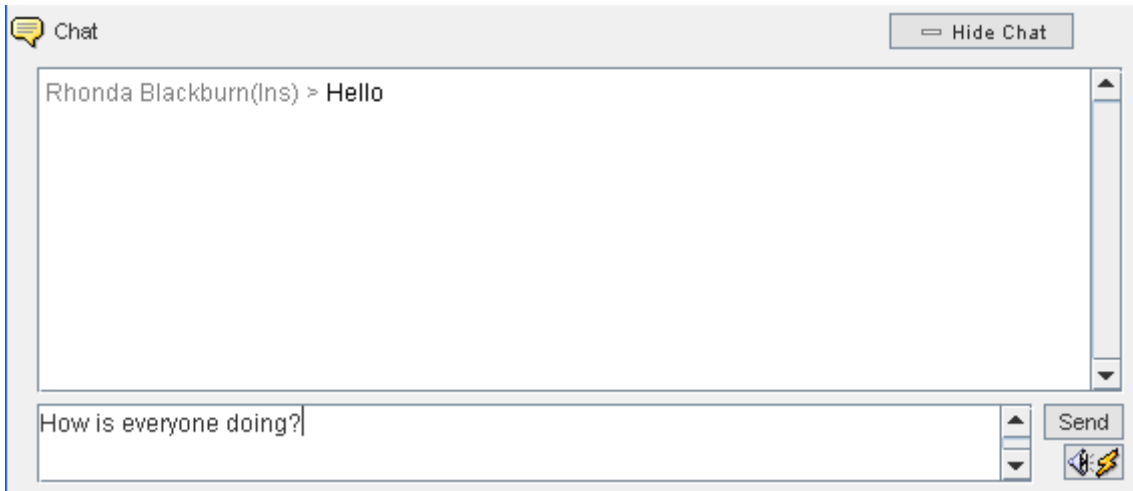 Chat
Hide Chat
Rhonda Blackburn(Ins) > Hello
How is everyone doing?
Send